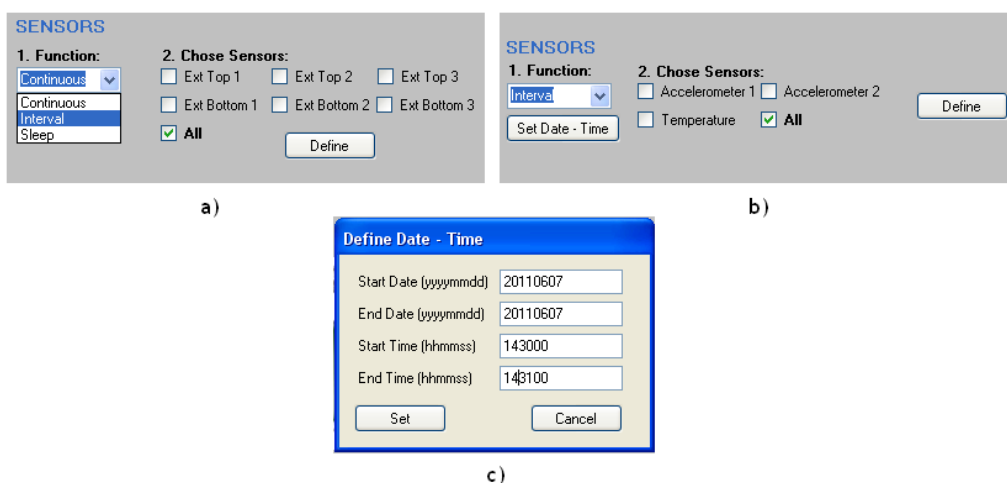 SENSORS
1. Function:
Continuous
Continuous
Interval
Sleep
2. Chose Sensors:
Ext Top 1 Ext Top 2 Ext Top 3
Ext Bottom 1 Ext Bottom 2 Ext Bottom 3
All
Define
a)
SENSORS
1. Function:
Interval
Set Date - Time
2. Chose Sensors:
Accelerometer 1 Accelerometer 2
Temperature All
Define
b)
Define Date - Time
Start Date (yyyymmdd) 20110607
End Date (yyyymmdd) 20110607
Start Time (hhmmss) 143000
End Time (hhmmss) 143100
Set Cancel
c)